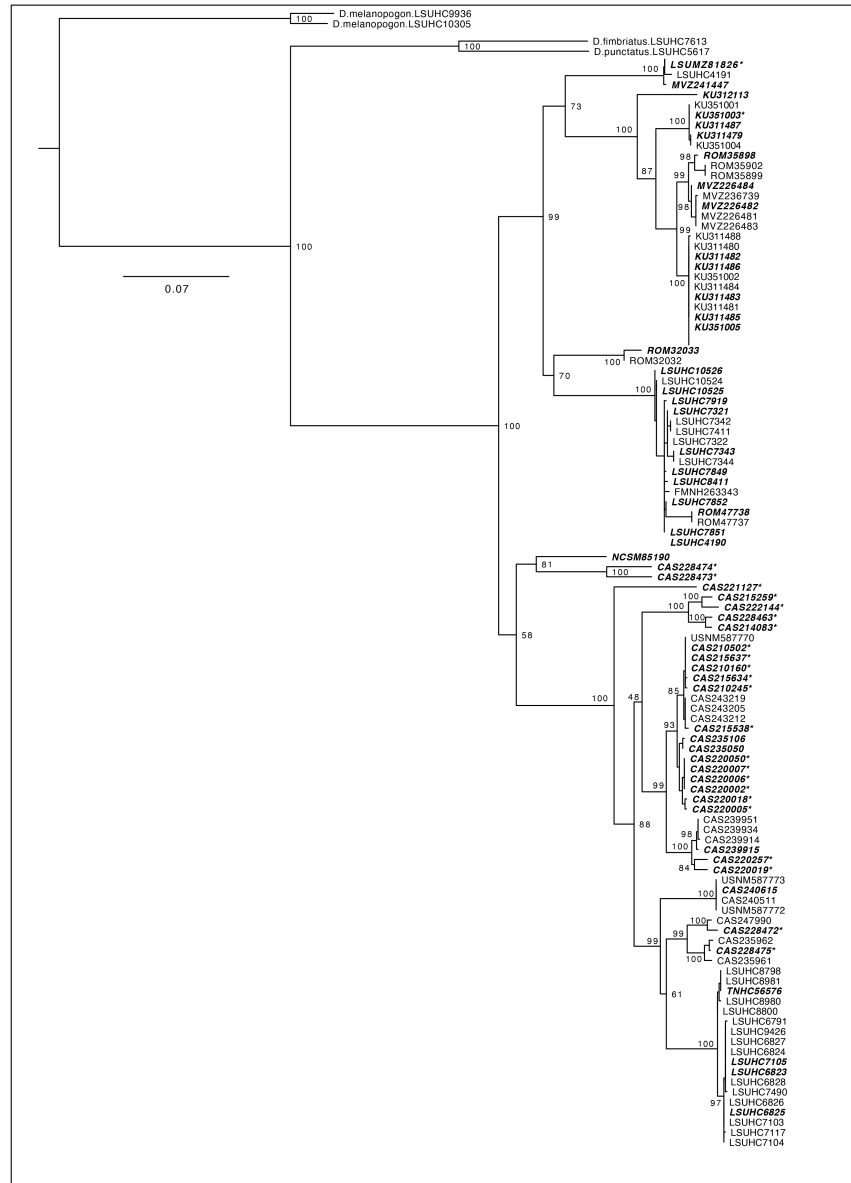 D.melanopogon.LSUHC9936
100
D.melanopogon.LSUHC10305
D.fimbriatus.LSUHC7613
100
D.punctatus.LSUHC5617
LSUMZ81826*
100
LSUHC4191
MVZ241447
KU312113
73
KU351001
KU351003*
100
KU311487
100
KU311479
KU351004
98
ROM35898
ROM35902
87
99
ROM35899
MVZ226484
MVZ236739
98
MVZ226482
MVZ226481
99
99
MVZ226483
KU311488
KU311480
100
KU311482
KU311486
100
KU351002
KU311484
0.07
KU311483
KU311481
KU311485
KU351005
ROM32033
100
ROM32032
LSUHC10526
70
LSUHC10524
100
LSUHC10525
LSUHC7919
LSUHC7321
LSUHC7342
100
LSUHC7411
LSUHC7322
LSUHC7343
LSUHC7344
LSUHC7849
LSUHC8411
FMNH263343
LSUHC7852
ROM47738
ROM47737
LSUHC7851
LSUHC4190
NCSM85190
81
CAS228474*
100
CAS228473*
CAS221127*
100
CAS215259*
100
CAS222144*
100
CAS228463*
CAS214083*
58
USNM587770
CAS210502*
CAS215637*
CAS210160*
CAS215634*
85
CAS210245*
100
48
CAS243219
CAS243205
CAS243212
93
CAS215538*
CAS235106
CAS235050
CAS220050*
CAS220007*
99
CAS220006*
CAS220002*
CAS220018*
CAS220005*
88
CAS239951
98
CAS239934
CAS239914
100
CAS239915
CAS220257*
84
CAS220019*
USNM587773
100
CAS240615
CAS240511
USNM587772
100
CAS247990
99
CAS228472*
99
CAS235962
CAS228475*
100
CAS235961
LSUHC8798
LSUHC8981
61
TNHC56576
LSUHC8980
LSUHC8800
LSUHC6791
LSUHC9426
LSUHC6827
100
LSUHC6824
LSUHC7105
LSUHC6823
LSUHC6828
LSUHC7490
97
LSUHC6826
LSUHC6825
LSUHC7103
LSUHC7117
LSUHC7104